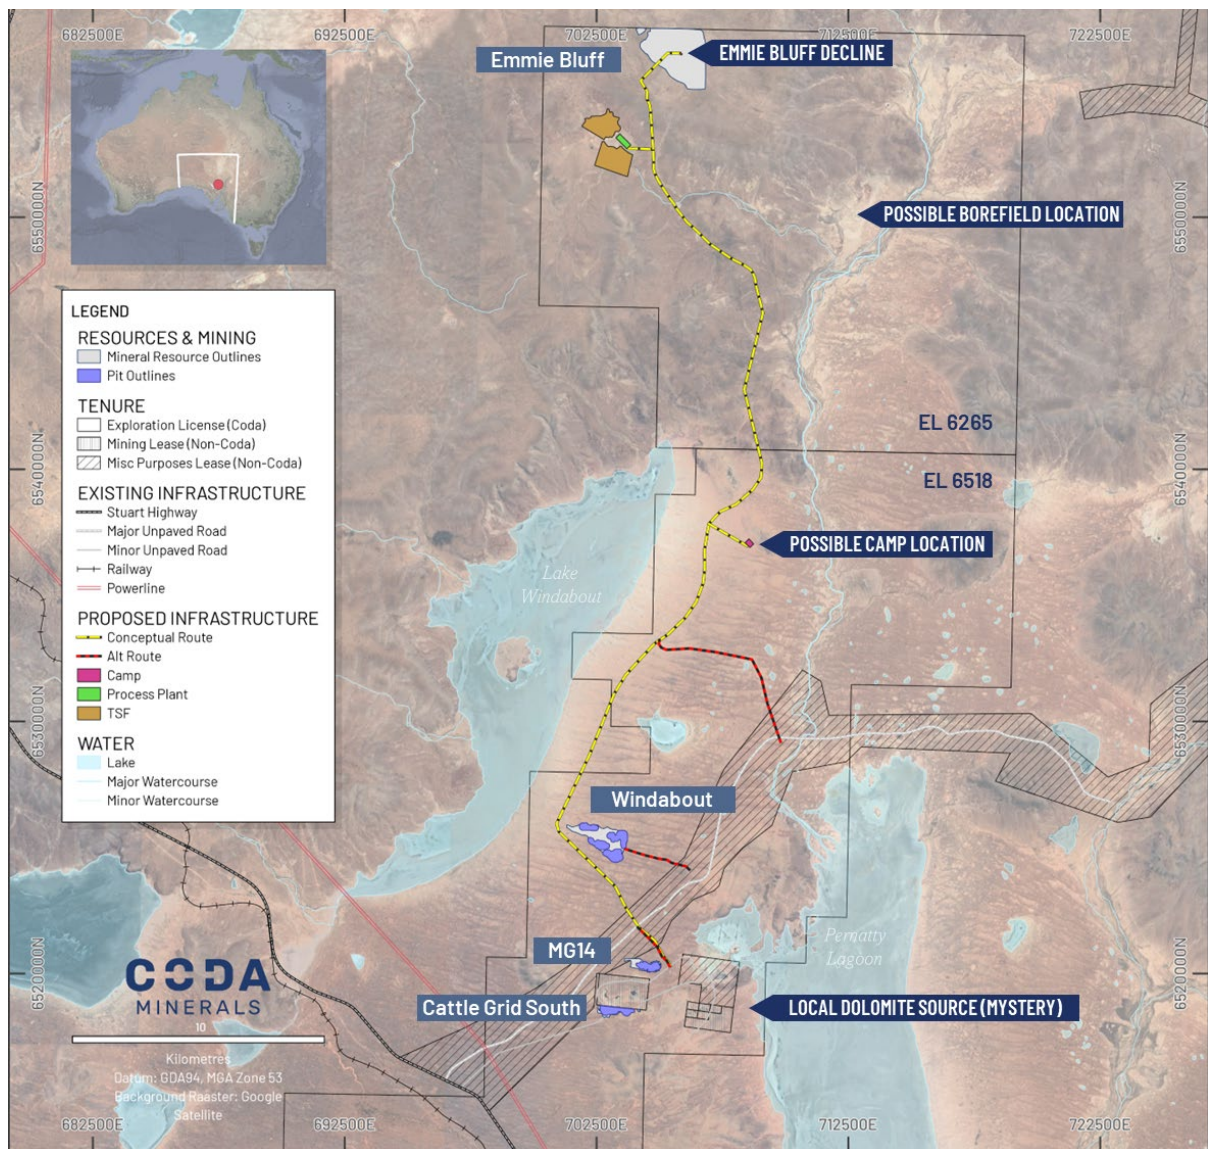 682500E
692500E
702500E
712500E
722500E
Emmie Bluff
EMMIE BLUFF DECLINE
6550000N
POSSIBLE BOREFIELD LOCATION
6550000N
LEGEND
RESOURCES & MINING
Mineral Resource Outlines
Pit Outlines
TENURE
Exploration License (Coda)
Mining Lease (Non-Coda)
Misc Purposes Lease (Non-Coda)
EXISTING INFRASTRUCTURE
Stuart Highway
Major Unpaved Road
Minor Unpaved Road
Railway
Powerline
PROPOSED INFRASTRUCTURE
Conceptual Route
Alt Route
Camp
Process Plant
TSF
WATER
Lake
Major Watercourse
Minor Watercourse
EL 6265
6540000N
EL 6518
6540000N
POSSIBLE CAMP LOCATION
Lake
Windabout
6530000N
6530000N
Windabout
MG14
Pernatty
Lagoon
6520000N
6520000N
Cattle Grid South
LOCAL DOLOMITE SOURCE (MYSTERY)
CODA
MINERALS
10
Kilometres
Datum: GDA94, MGA Zone 53
Background Raaster: Google
Satellite
682500E
692500E
702500E
712500E
722500E